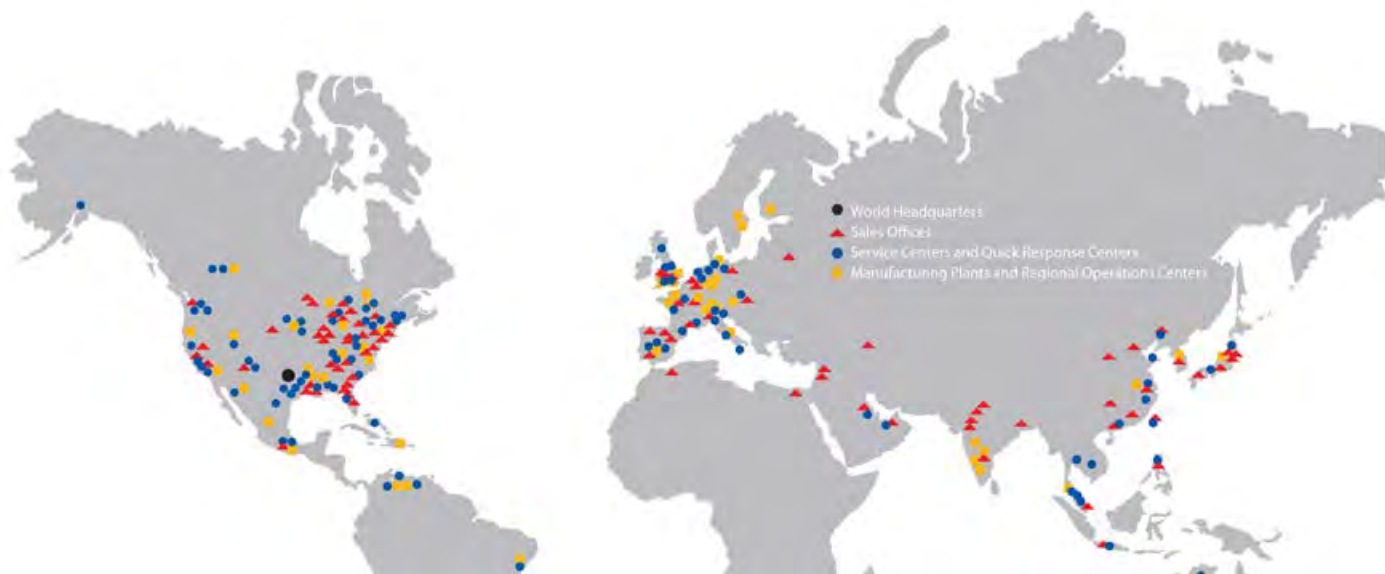 World Headquarters
Sales Offices
Service Centers and Quick Response Centers
Manufacturing Plants and Regional Operations Centers